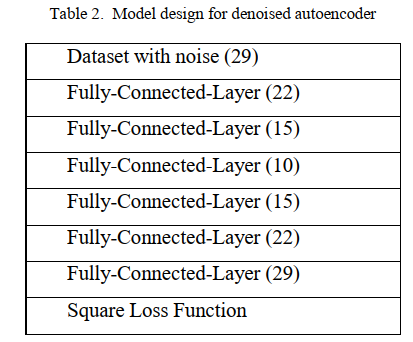 Table 2. Model design for denoised autoencoder
Dataset with noise (29)
Fully-Connected-Layer (22)
Fully-Connected-Layer (15)
Fully-Connected-Layer (10)
Fully-Connected-Layer (15)
Fully-Connected-Layer (22)
Fully-Connected-Layer (29)
Square Loss Function